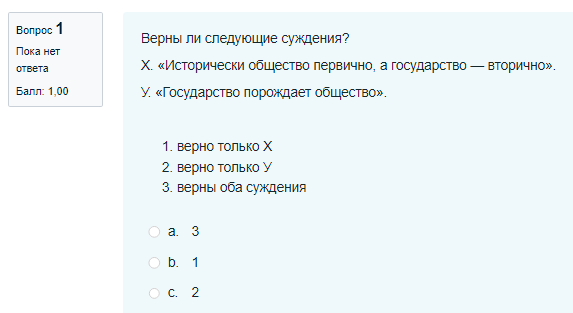 Вопрос 1
Пока нет
ответа
Балл: 1,00
Верны ли следующие суждения?
Х. «Исторически общество первично, а государство — вторично».
У. «Государство порождает общество».
1. верно только Х
2. верно только У
3. верны оба суждения
a. 3
b. 1
c. 2